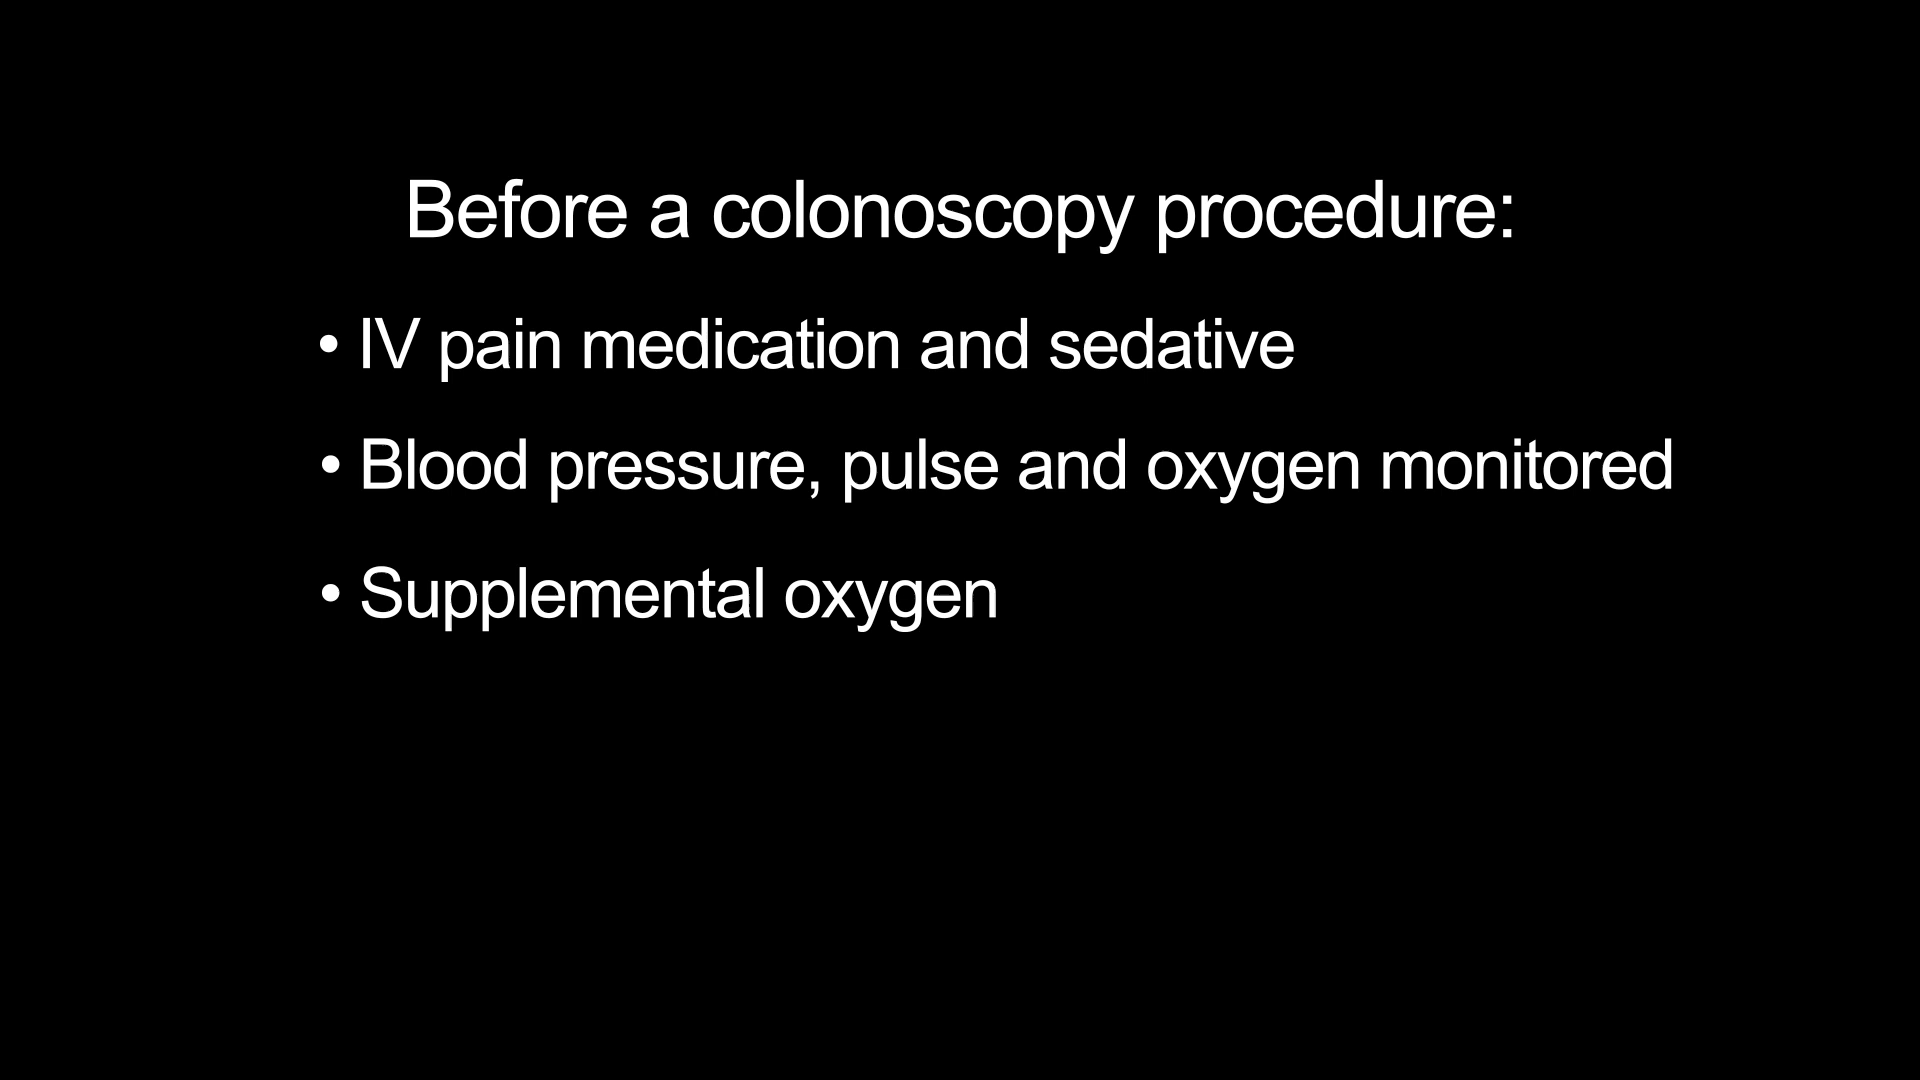 Before a colonoscopy procedure:
• IV pain medication and sedative
• Blood pressure, pulse and oxygen monitored
• Supplemental oxygen